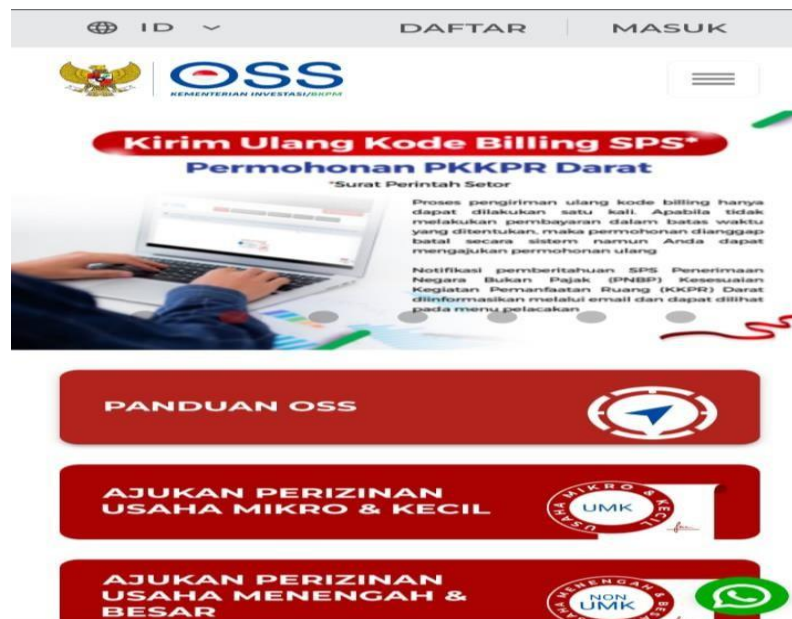 ID
DAFTAR
MASUK
OSS
KEMENTERIAN INVESTASI/BKPM
Kirim Ulang Kode Billing SPS*
Permohonan PKKPR Darat
*Surat Perintah Setor
Proses pengiriman ulang kode billing hanya
dapat dilakukan satu kali. Apabila tidak
melakukan pembayaran dalam batas waktu
yang ditentukan, maka permohonan dianggap
batal secara sistem namun Anda dapat
mengajukan permohonan ulang
Notifikasi pemberitahuan SPS Penerimaan
Negara Bukan Pajak (PNBP) Kesesuaian
Kegiatan Pemanfaatan Ruang (KKPR) Darat
diinformasikan melalui email dan dapat dilihat
pada menu pelacakan
PANDUAN OSS
AJUKAN PERIZINAN
USAHA MIKRO & KECIL
USAHA MIKRO & KECIL
UMK
AJUKAN PERIZINAN
USAHA MENENGAH &
BESAR
NON
UMK